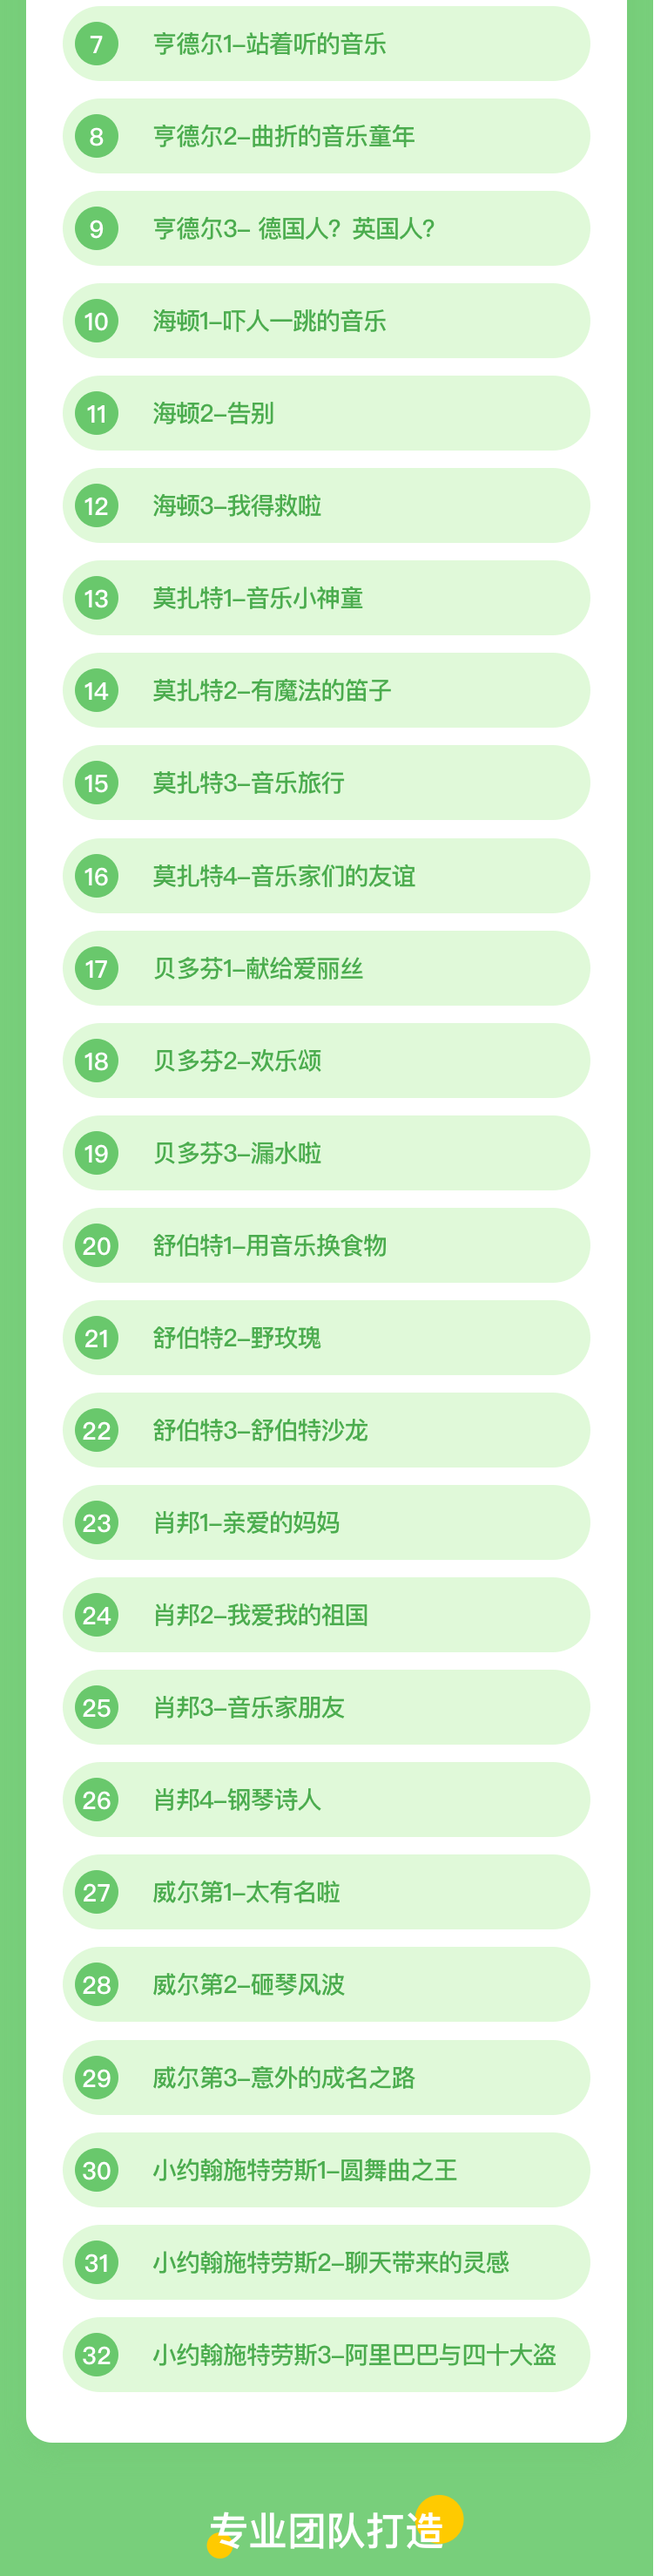 7 亨德尔1-站着听的音乐
8 亨德尔2-曲折的音乐童年
9 亨德尔3- 德国人？英国人？
10 海顿1-吓人一跳的音乐
11 海顿2-告别
12 海顿3-我得救啦
13 莫扎特1-音乐小神童
14 莫扎特2-有魔法的笛子
15 莫扎特3-音乐旅行
16 莫扎特4-音乐家们的友谊
17 贝多芬1-献给爱丽丝
18 贝多芬2-欢乐颂
19 贝多芬3-漏水啦
20 舒伯特1-用音乐换食物
21 舒伯特2-野玫瑰
22 舒伯特3-舒伯特沙龙
23 肖邦1-亲爱的妈妈
24 肖邦2-我爱我的祖国
25 肖邦3-音乐家朋友
26 肖邦4-钢琴诗人
27 威尔第1-太有名啦
28 威尔第2-砸琴风波
29 威尔第3-意外的成名之路
30 小约翰施特劳斯1-圆舞曲之王
31 小约翰施特劳斯2-聊天带来的灵感
32 小约翰施特劳斯3-阿里巴巴与四十大盗
专业团队打造